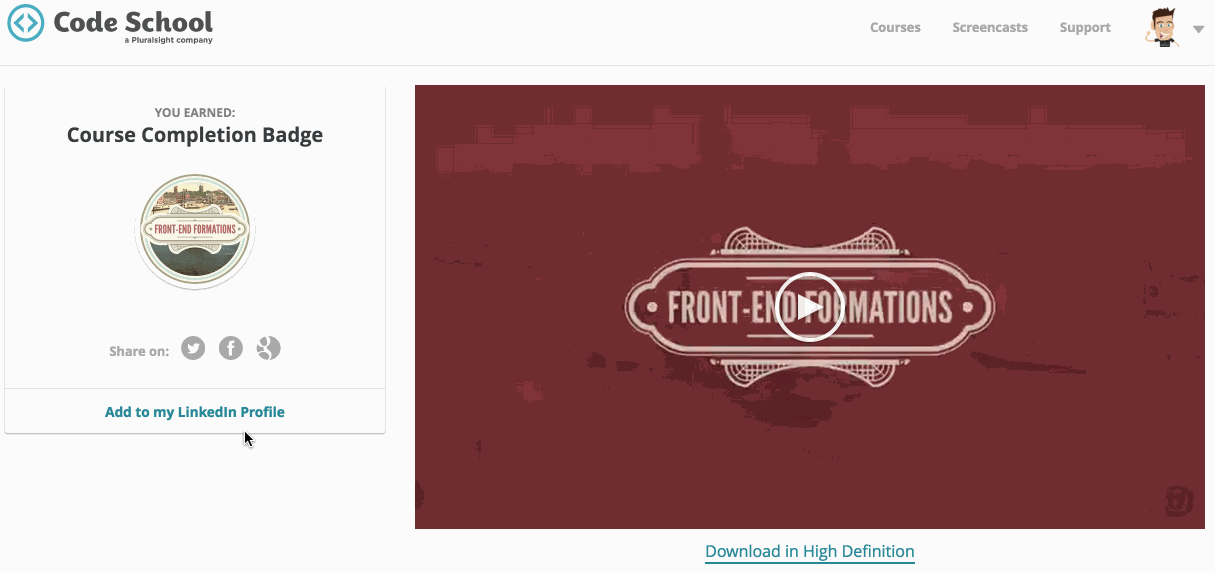 Code School
a Pluralsight company
Courses
Screencasts
Support
YOU EARNED:
Course Completion Badge
FRONT-END FORMATIONS
Share on:
Add to my LinkedIn Profile
FRONT-END FORMATIONS
Download in High Definition